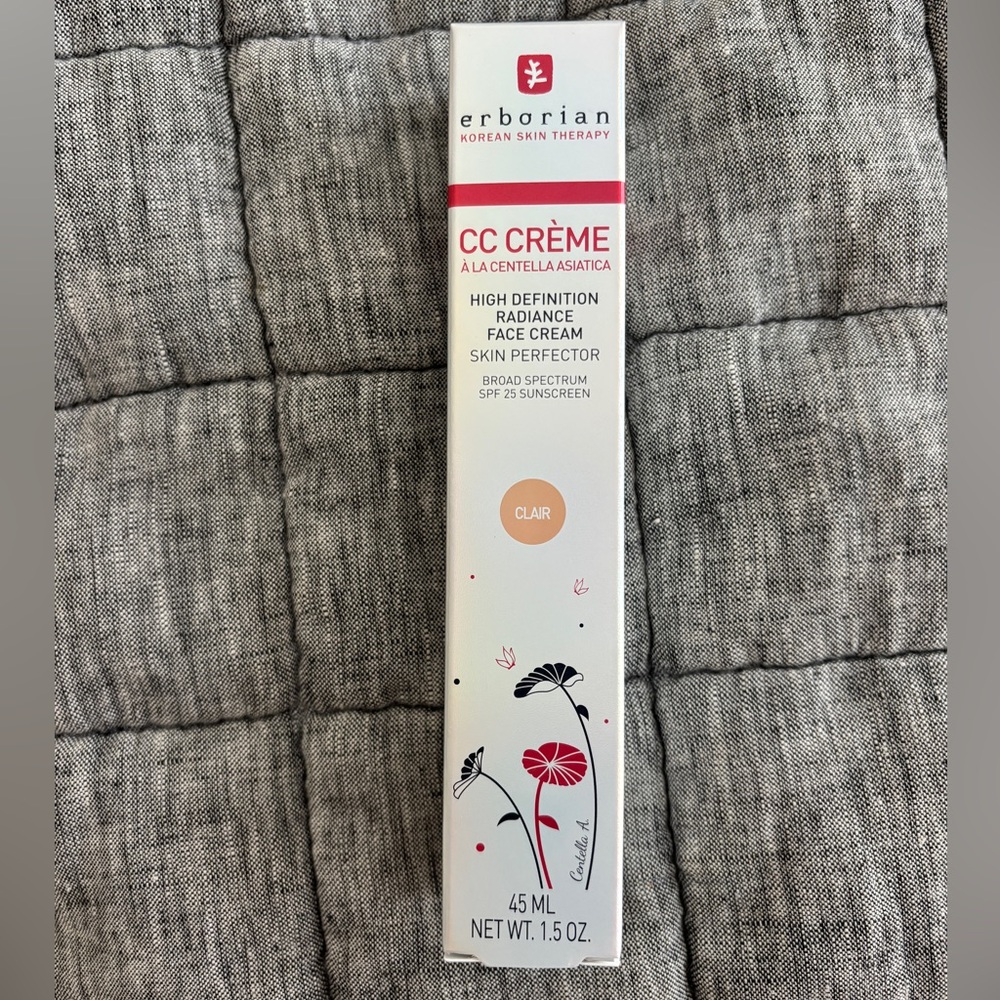 erborian
KOREAN SKIN THERAPY
CC CRÈME
À LA CENTELLA ASIATICA
HIGH DEFINITION
RADIANCE
FACE CREAM
SKIN PERFECTOR
BROAD SPECTRUM
SPF 25 SUNSCREEN
CLAIR
Centella A.
45 ML
NET WT. 1.5 OZ.